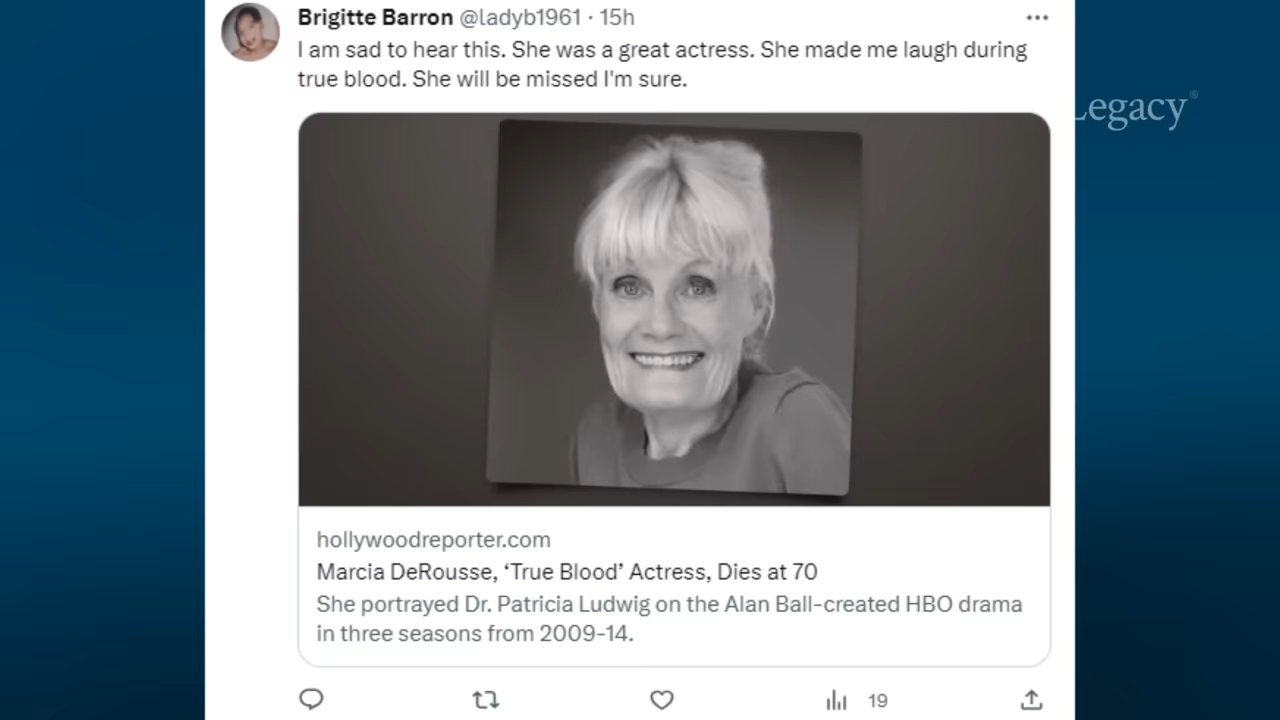 Brigitte Barron @ladyb1961 · 15h
I am sad to hear this. She was a great actress. She made me laugh during
true blood. She will be missed I'm sure.
Legacy®
hollywoodreporter.com
Marcia DeRousse, ‘True Blood’ Actress, Dies at 70
She portrayed Dr. Patricia Ludwig on the Alan Ball-created HBO drama
in three seasons from 2009-14.
19